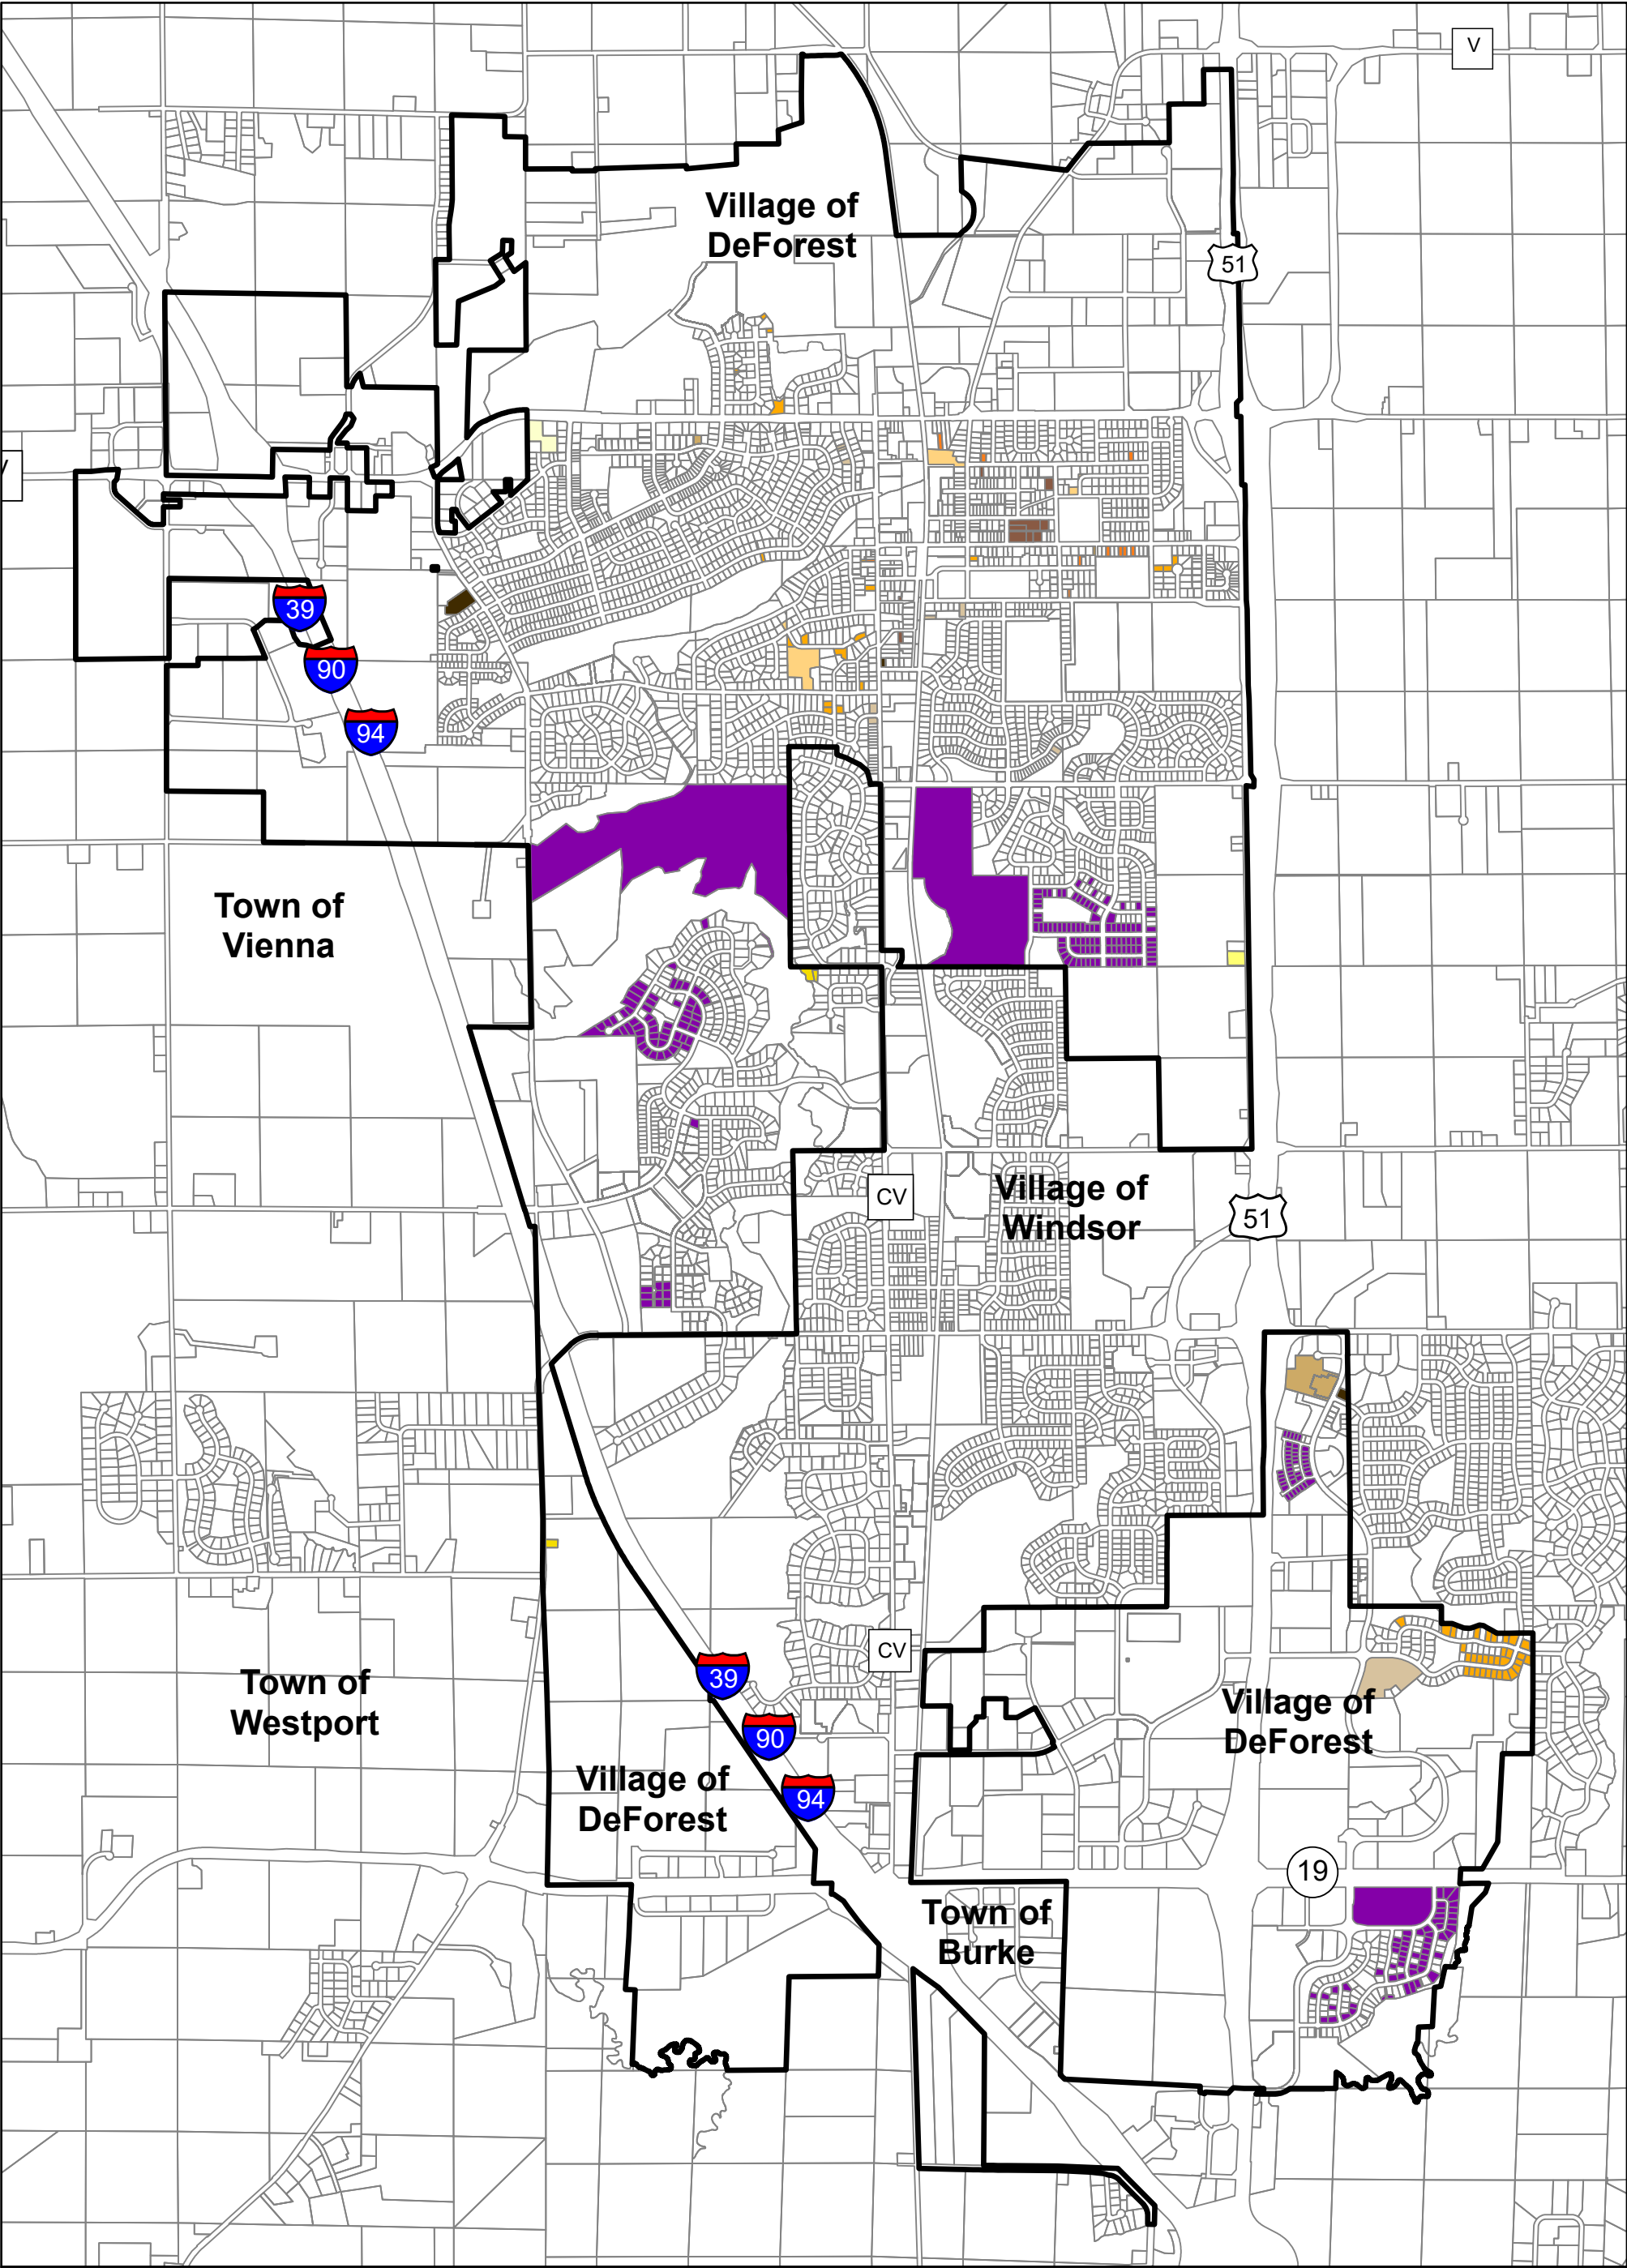 V
Village of
DeForest
51
V
39
90
94
Town of
Vienna
CV
Village of
Windsor
51
CV
39
Town of
Westport
Village of
DeForest
90
Village of
DeForest
94
19
Town of
Burke